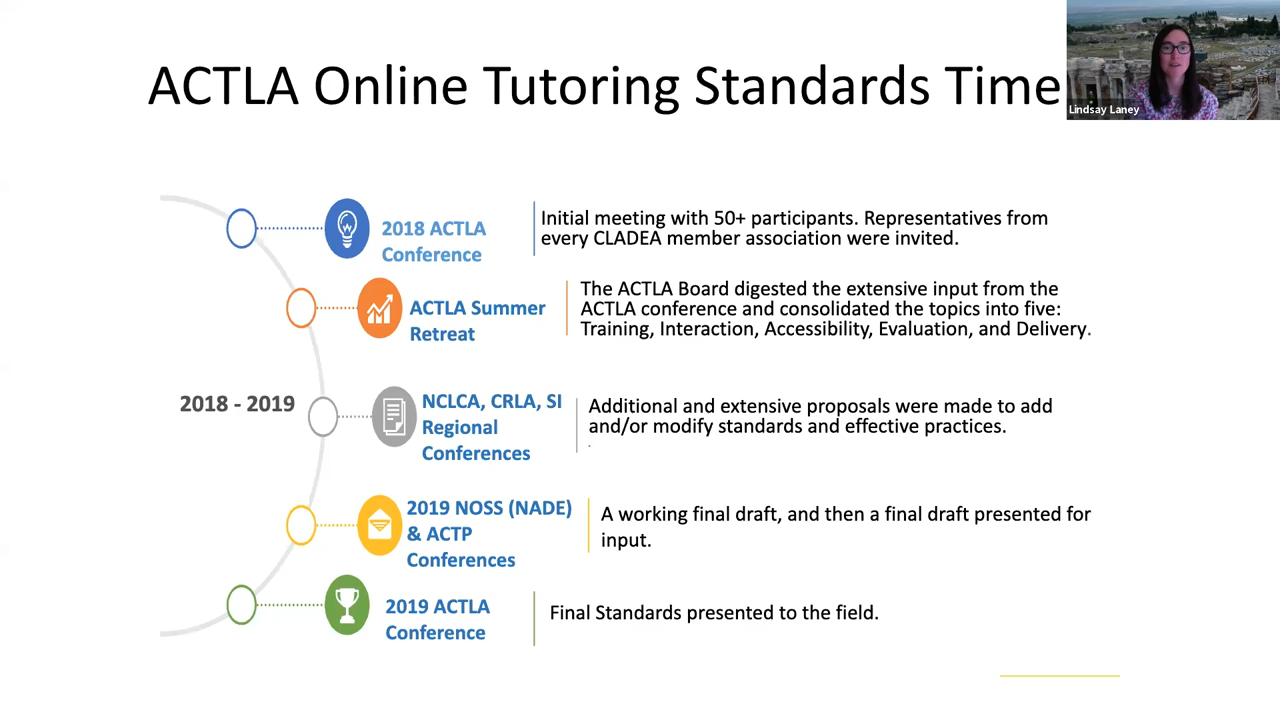 ACTLA Online Tutoring Standards Time
Lindsay Laney
2018 ACTLA
Conference
Initial meeting with 50+ participants. Representatives from
every CLADEA member association were invited.
ACTLA Summer
Retreat
The ACTLA Board digested the extensive input from the
ACTLA conference and consolidated the topics into five:
Training, Interaction, Accessibility, Evaluation, and Delivery.
2018 - 2019
NCLCA, CRLA, SI
Regional
Conferences
Additional and extensive proposals were made to add
and/or modify standards and effective practices.
.
2019 NOSS (NADE)
& ACTP
Conferences
A working final draft, and then a final draft presented for
input.
2019 ACTLA
Conference
Final Standards presented to the field.